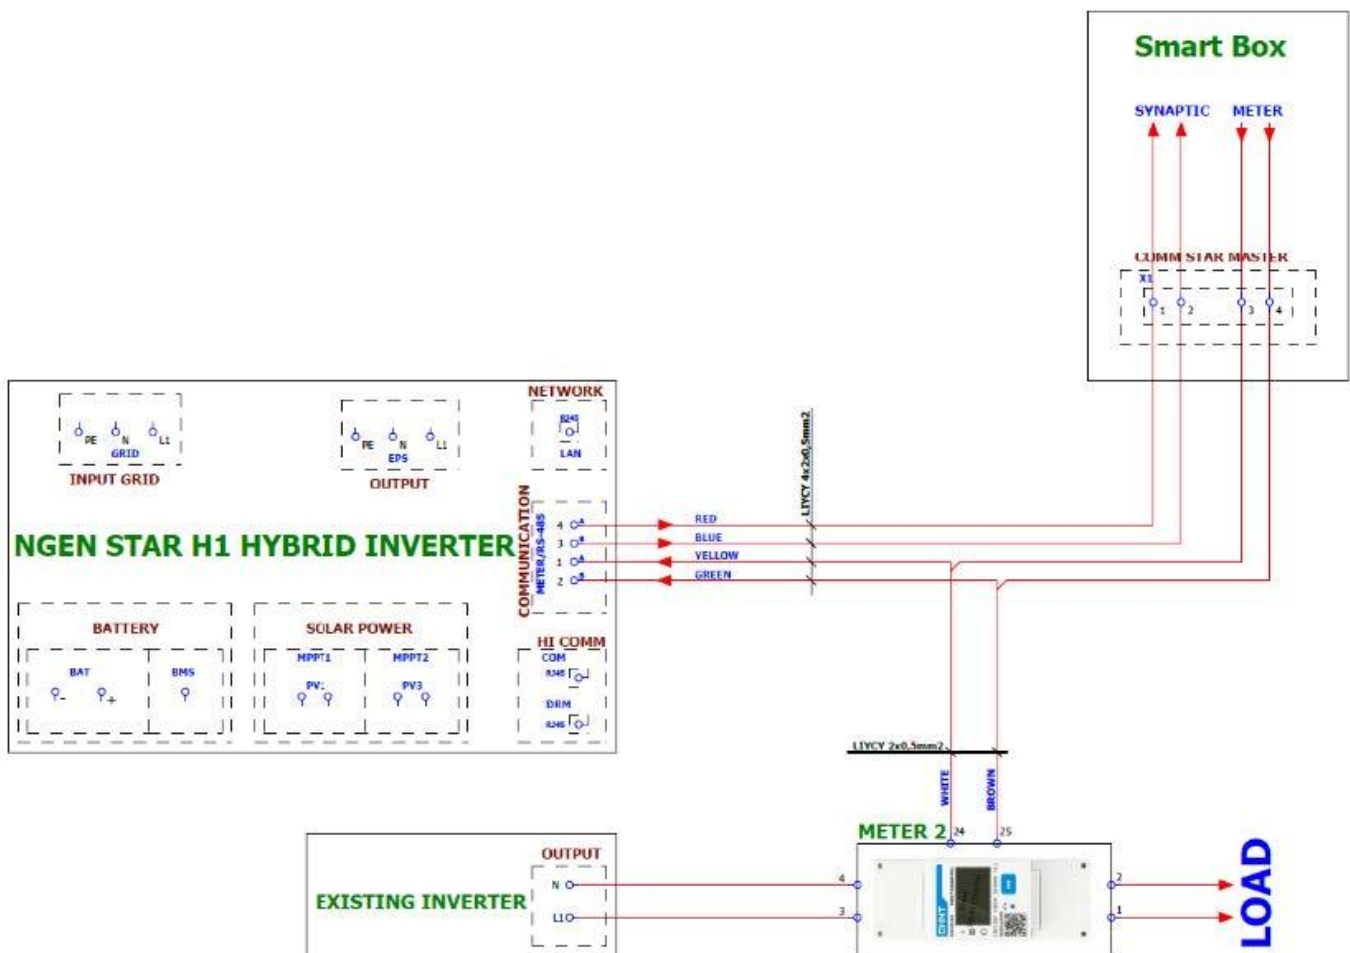 Smart Box
SYNAPTIC METER
COMM STAR MASTER
X1
1 2 3 4
NETWORK
RJ45
LAN
PE N L1
GRID
INPUT GRID
PE N L1
EPS
OUTPUT
LIYCY 4x2x0,5mm2
NGEN STAR H1 HYBRID INVERTER
COMMUNICATION
METER/RS-485
4 A
3 B
1 A
2 B
RED
BLUE
YELLOW
GREEN
BATTERY
BAT
- +
BMS
SOLAR POWER
MPPT1 MPPT2
PV1 PV3
HI COMM
COM
RJ45
DRM
RJ45
LIYCY 2x0,5mm2
WHITE
BROWN
METER 2
24 25
EXISTING INVERTER
OUTPUT
N
L1
4
3
CHNT
2
1
LOAD